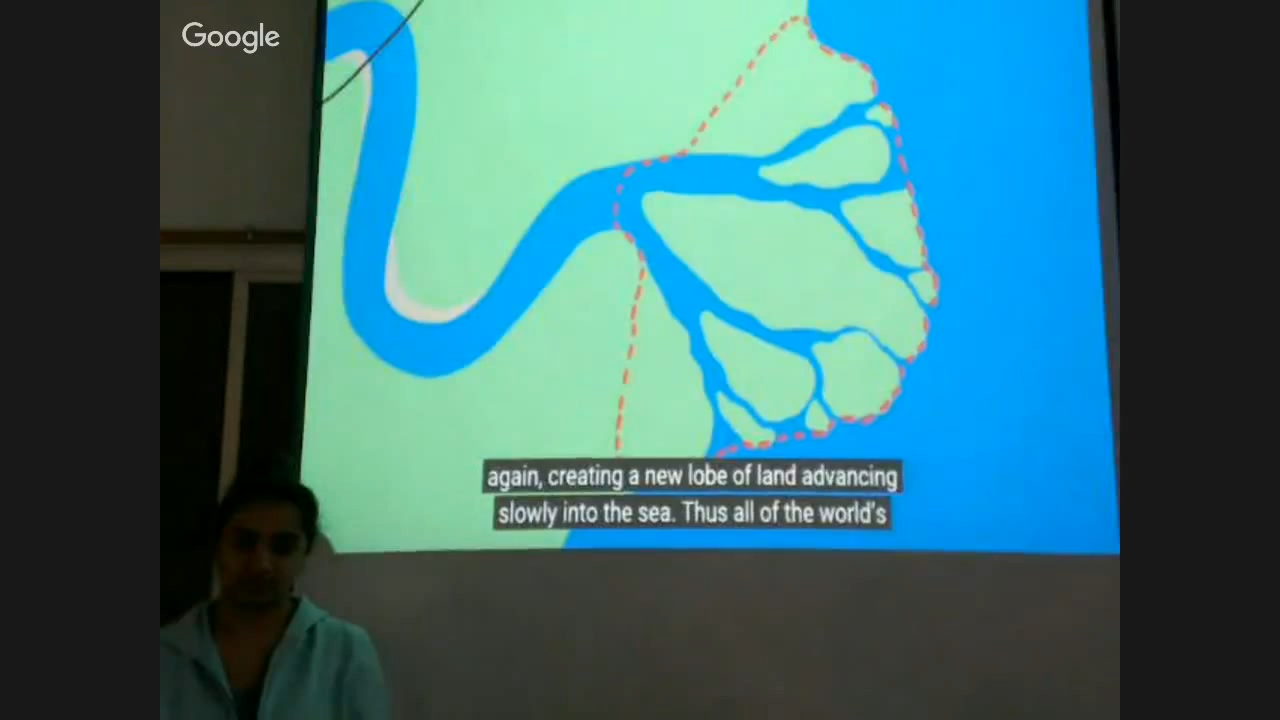 Google
again, creating a new lobe of land advancing
slowly into the sea. Thus all of the world's